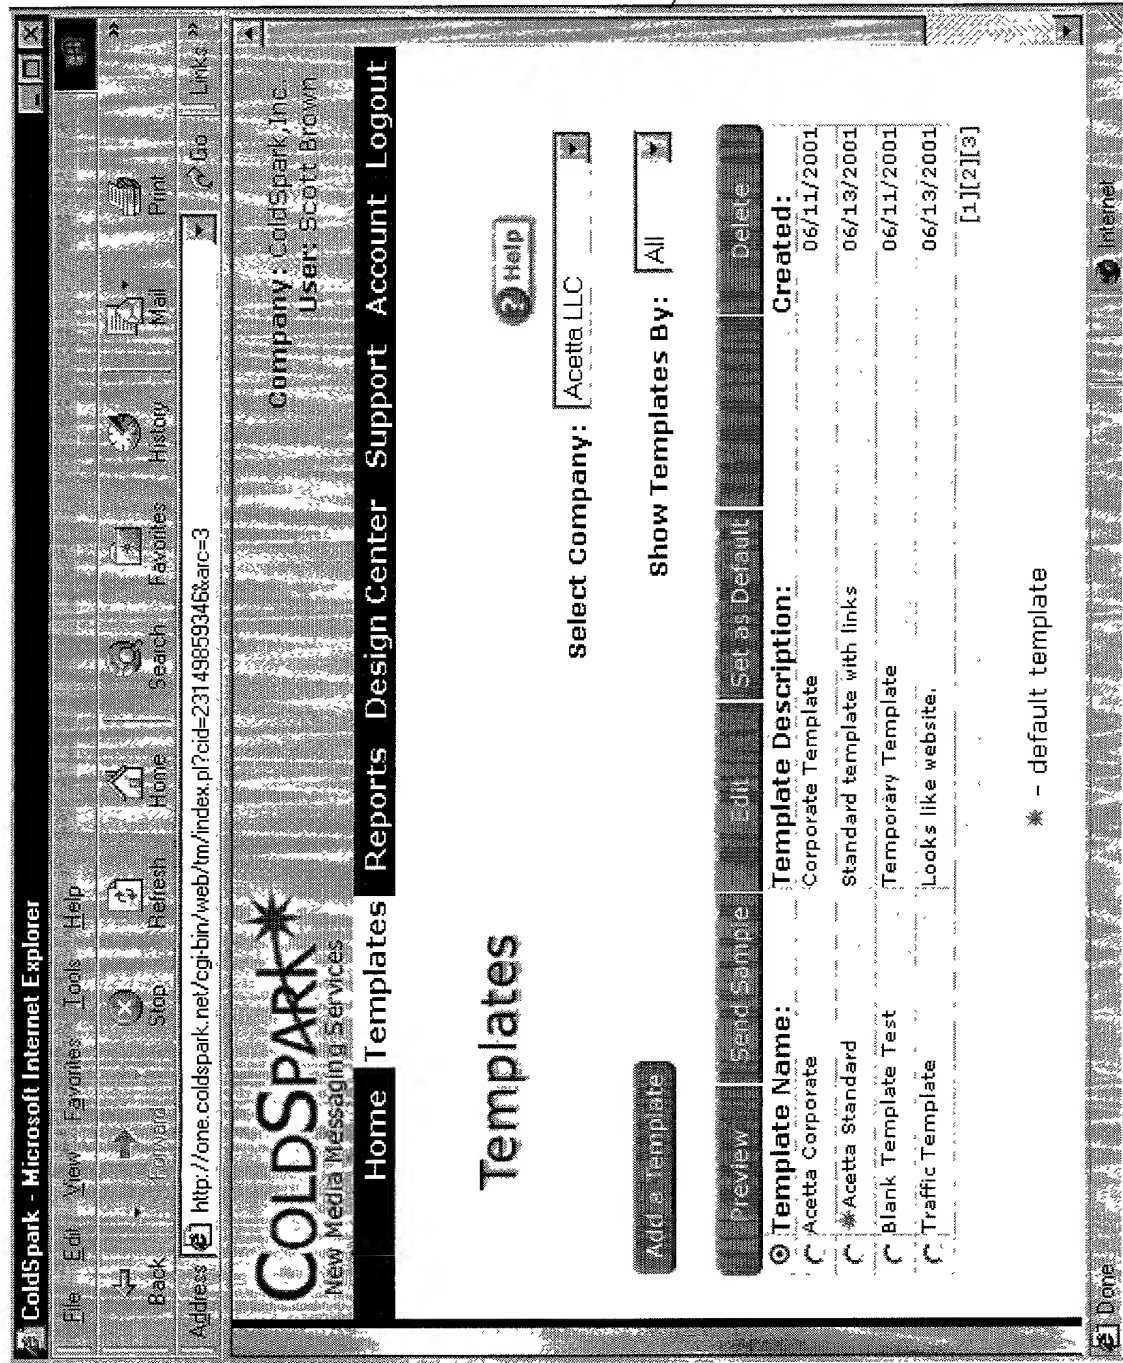 ColdSpark - Microsoft Internet Explorer
File Edit View Favorites Tools Help
Back Forward Stop Refresh Home Search Favorites History Mail Print »
Address http://one.coldspark.net/cgi-bin/web/tm/index.pl?cid=23149859346&arc=3 Go Links »
COLDSPARK
New Media Messaging Services
Company: ColdSpark,Inc.
User: Scott Brown
Home Templates Reports Design Center Support Account Logout
Templates
? Help
Select Company: Acetta LLC
Add a Template
Show Templates By: All
Preview Send Sample Edit Set as Default Delete
Template Name: Template Description: Created:
Acetta Corporate Corporate Template 06/11/2001
Acetta Standard Standard template with links 06/13/2001
Blank Template Test Temporary Template 06/11/2001
Traffic Template Looks like website. 06/13/2001
[1][2][3]
- default template
Done Internet